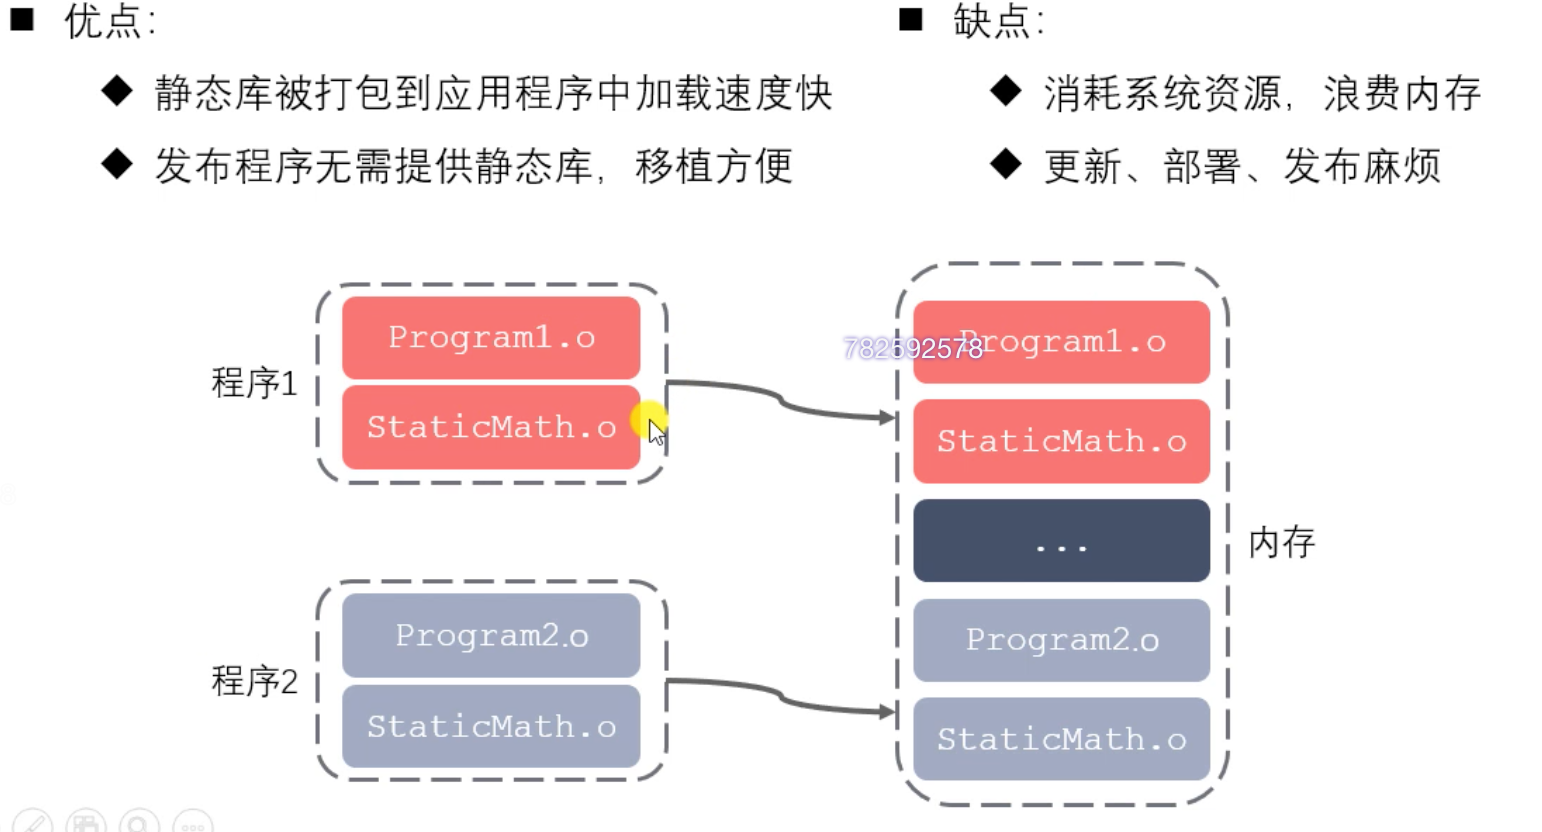 优点:
静态库被打包到应用程序中加载速度快
发布程序无需提供静态库，移植方便
缺点:
消耗系统资源，浪费内存
更新、部署、发布麻烦
程序1
Program1.o
StaticMath.o
程序2
Program2.o
StaticMath.o
782592578
Program1.o
StaticMath.o
...
Program2.o
StaticMath.o
内存